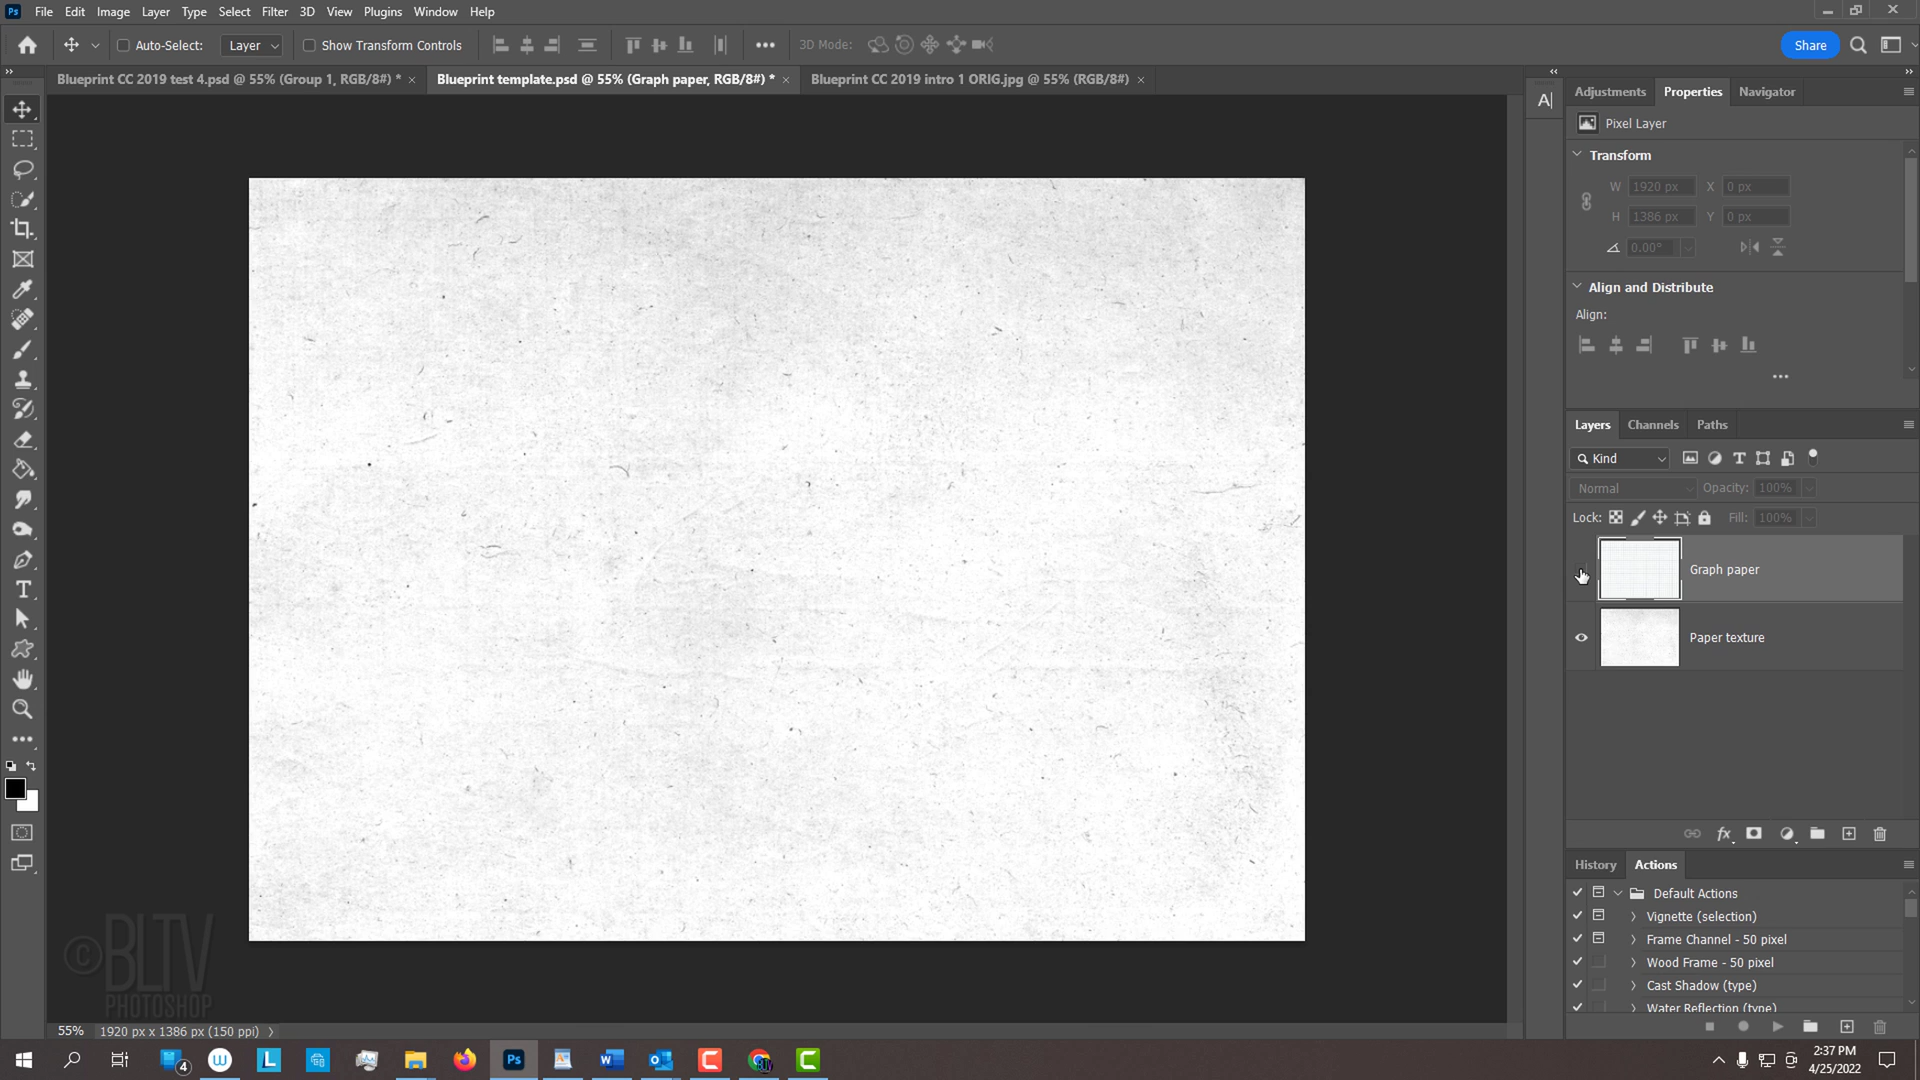 Ps File Edit Image Layer Type Select Filter 3D View Plugins Window Help
Auto-Select: Layer Show Transform Controls 3D Mode: Share
Blueprint CC 2019 test 4.psd @ 55% (Group 1, RGB/8#) * × Blueprint template.psd @ 55% (Graph paper, RGB/8#) * × Blueprint CC 2019 intro 1 ORIG.jpg @ 55% (RGB/8#) ×
A|
Adjustments Properties Navigator
Pixel Layer
Transform
W 1920 px X 0 px
H 1386 px Y 0 px
0.00°
Align and Distribute
Align:
Layers Channels Paths
Kind
Normal Opacity: 100%
Lock: Fill: 100%
Graph paper
Paper texture
fx
History Actions
Default Actions
Vignette (selection)
Frame Channel - 50 pixel
Wood Frame - 50 pixel
Cast Shadow (type)
Water Reflection (type)
©BLTV
PHOTOSHOP
55% 1920 px x 1386 px (150 ppi)
4 W L Ps W
2:37 PM
4/25/2022